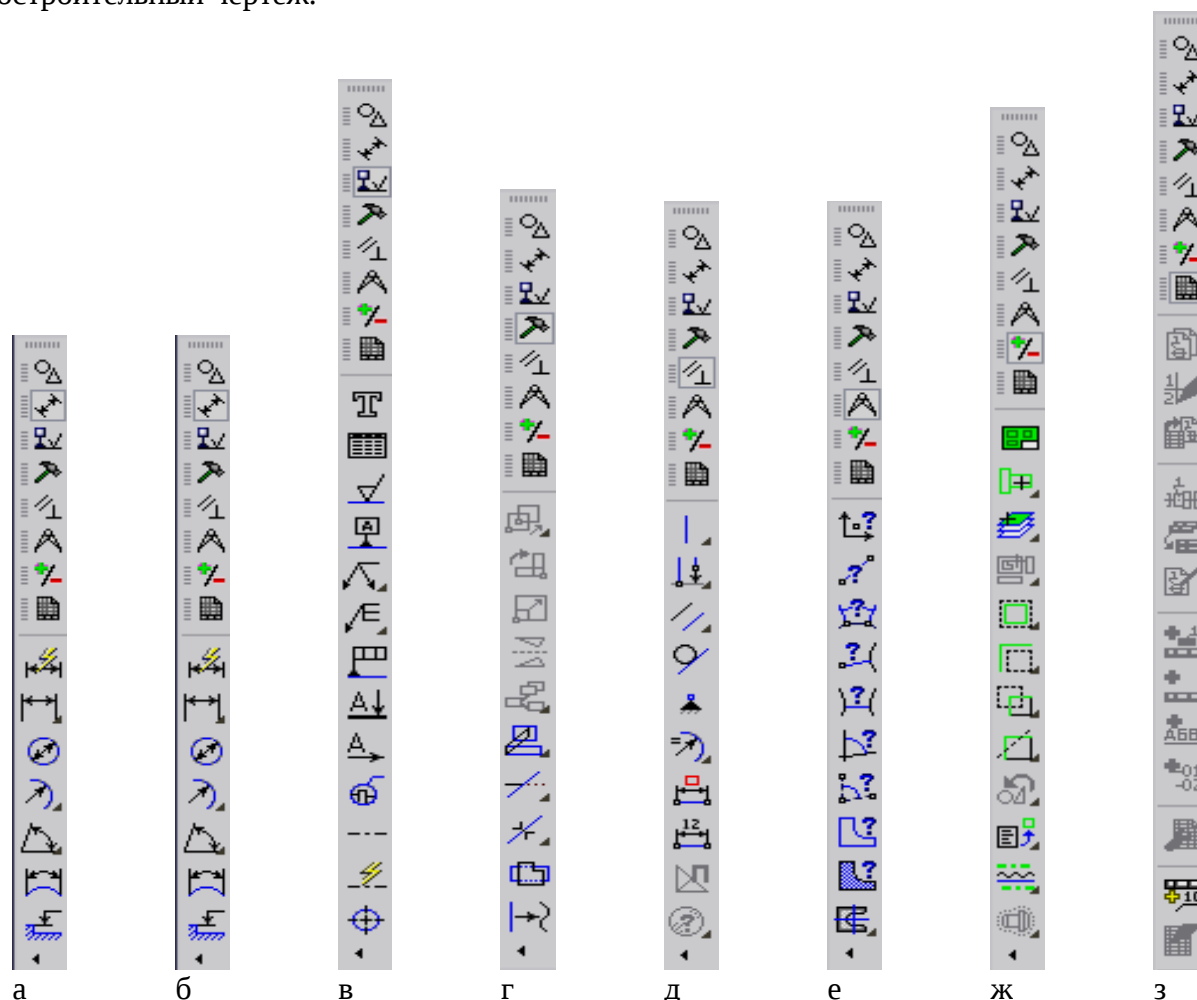 остроительный чертеж.
а б в г д е ж з